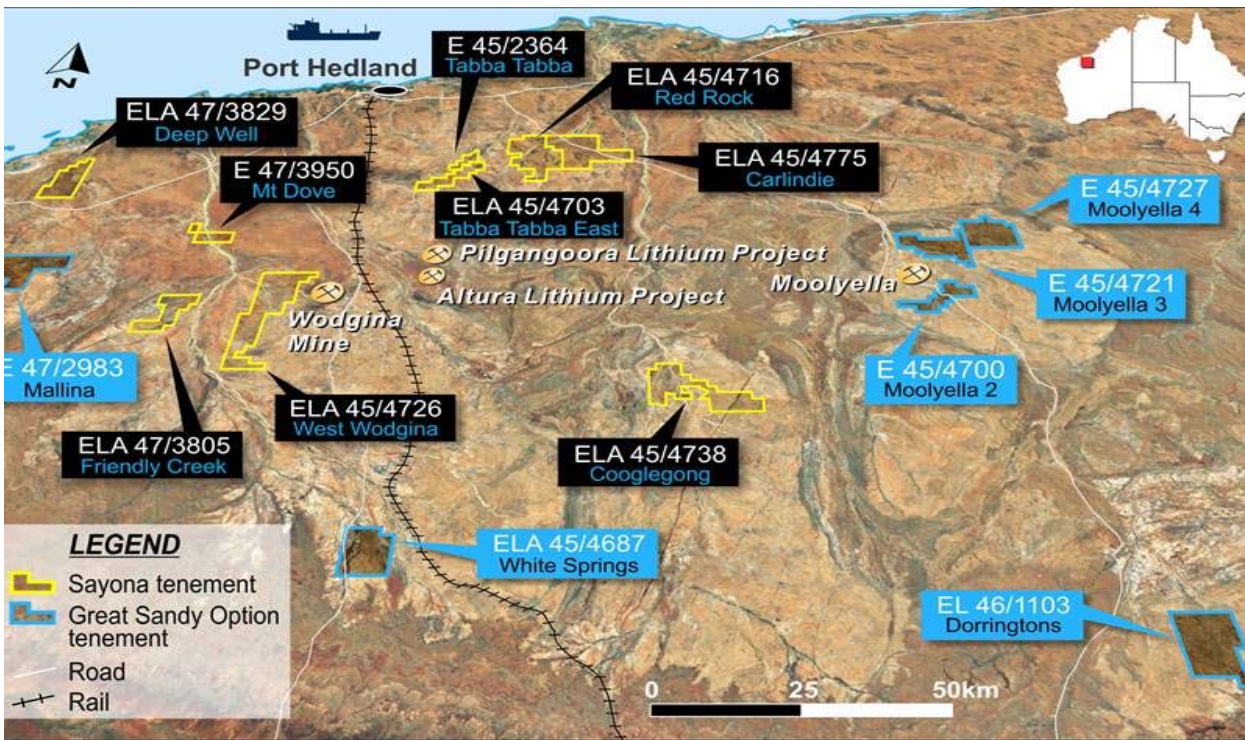 Port Hedland
N
E 45/2364
Tabba Tabba
ELA 45/4716
Red Rock
ELA 47/3829
Deep Well
E 47/3950
Mt Dove
ELA 45/4775
Carlindie
ELA 45/4703
Tabba Tabba East
E 45/4727
Moolyella 4
Pilgangoora Lithium Project
Altura Lithium Project
Moolyella
E 45/4721
Moolyella 3
Wodgina
Mine
E 47/2983
Mallina
E 45/4700
Moolyella 2
ELA 45/4726
West Wodgina
ELA 47/3805
Friendly Creek
ELA 45/4738
Cooglegong
ELA 45/4687
White Springs
EL 46/1103
Dorringtons
LEGEND
Sayona tenement
Great Sandy Option
tenement
Road
Rail
0 25 50km